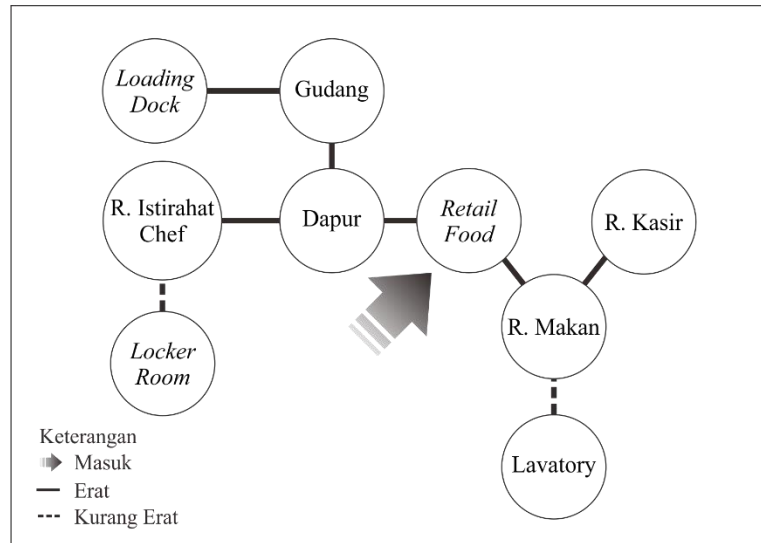 Loading
Dock
Gudang
R. Istirahat
Chef
Dapur
Retail
Food
R. Kasir
R. Makan
Locker
Room
Lavatory
Keterangan
Masuk
Erat
Kurang Erat